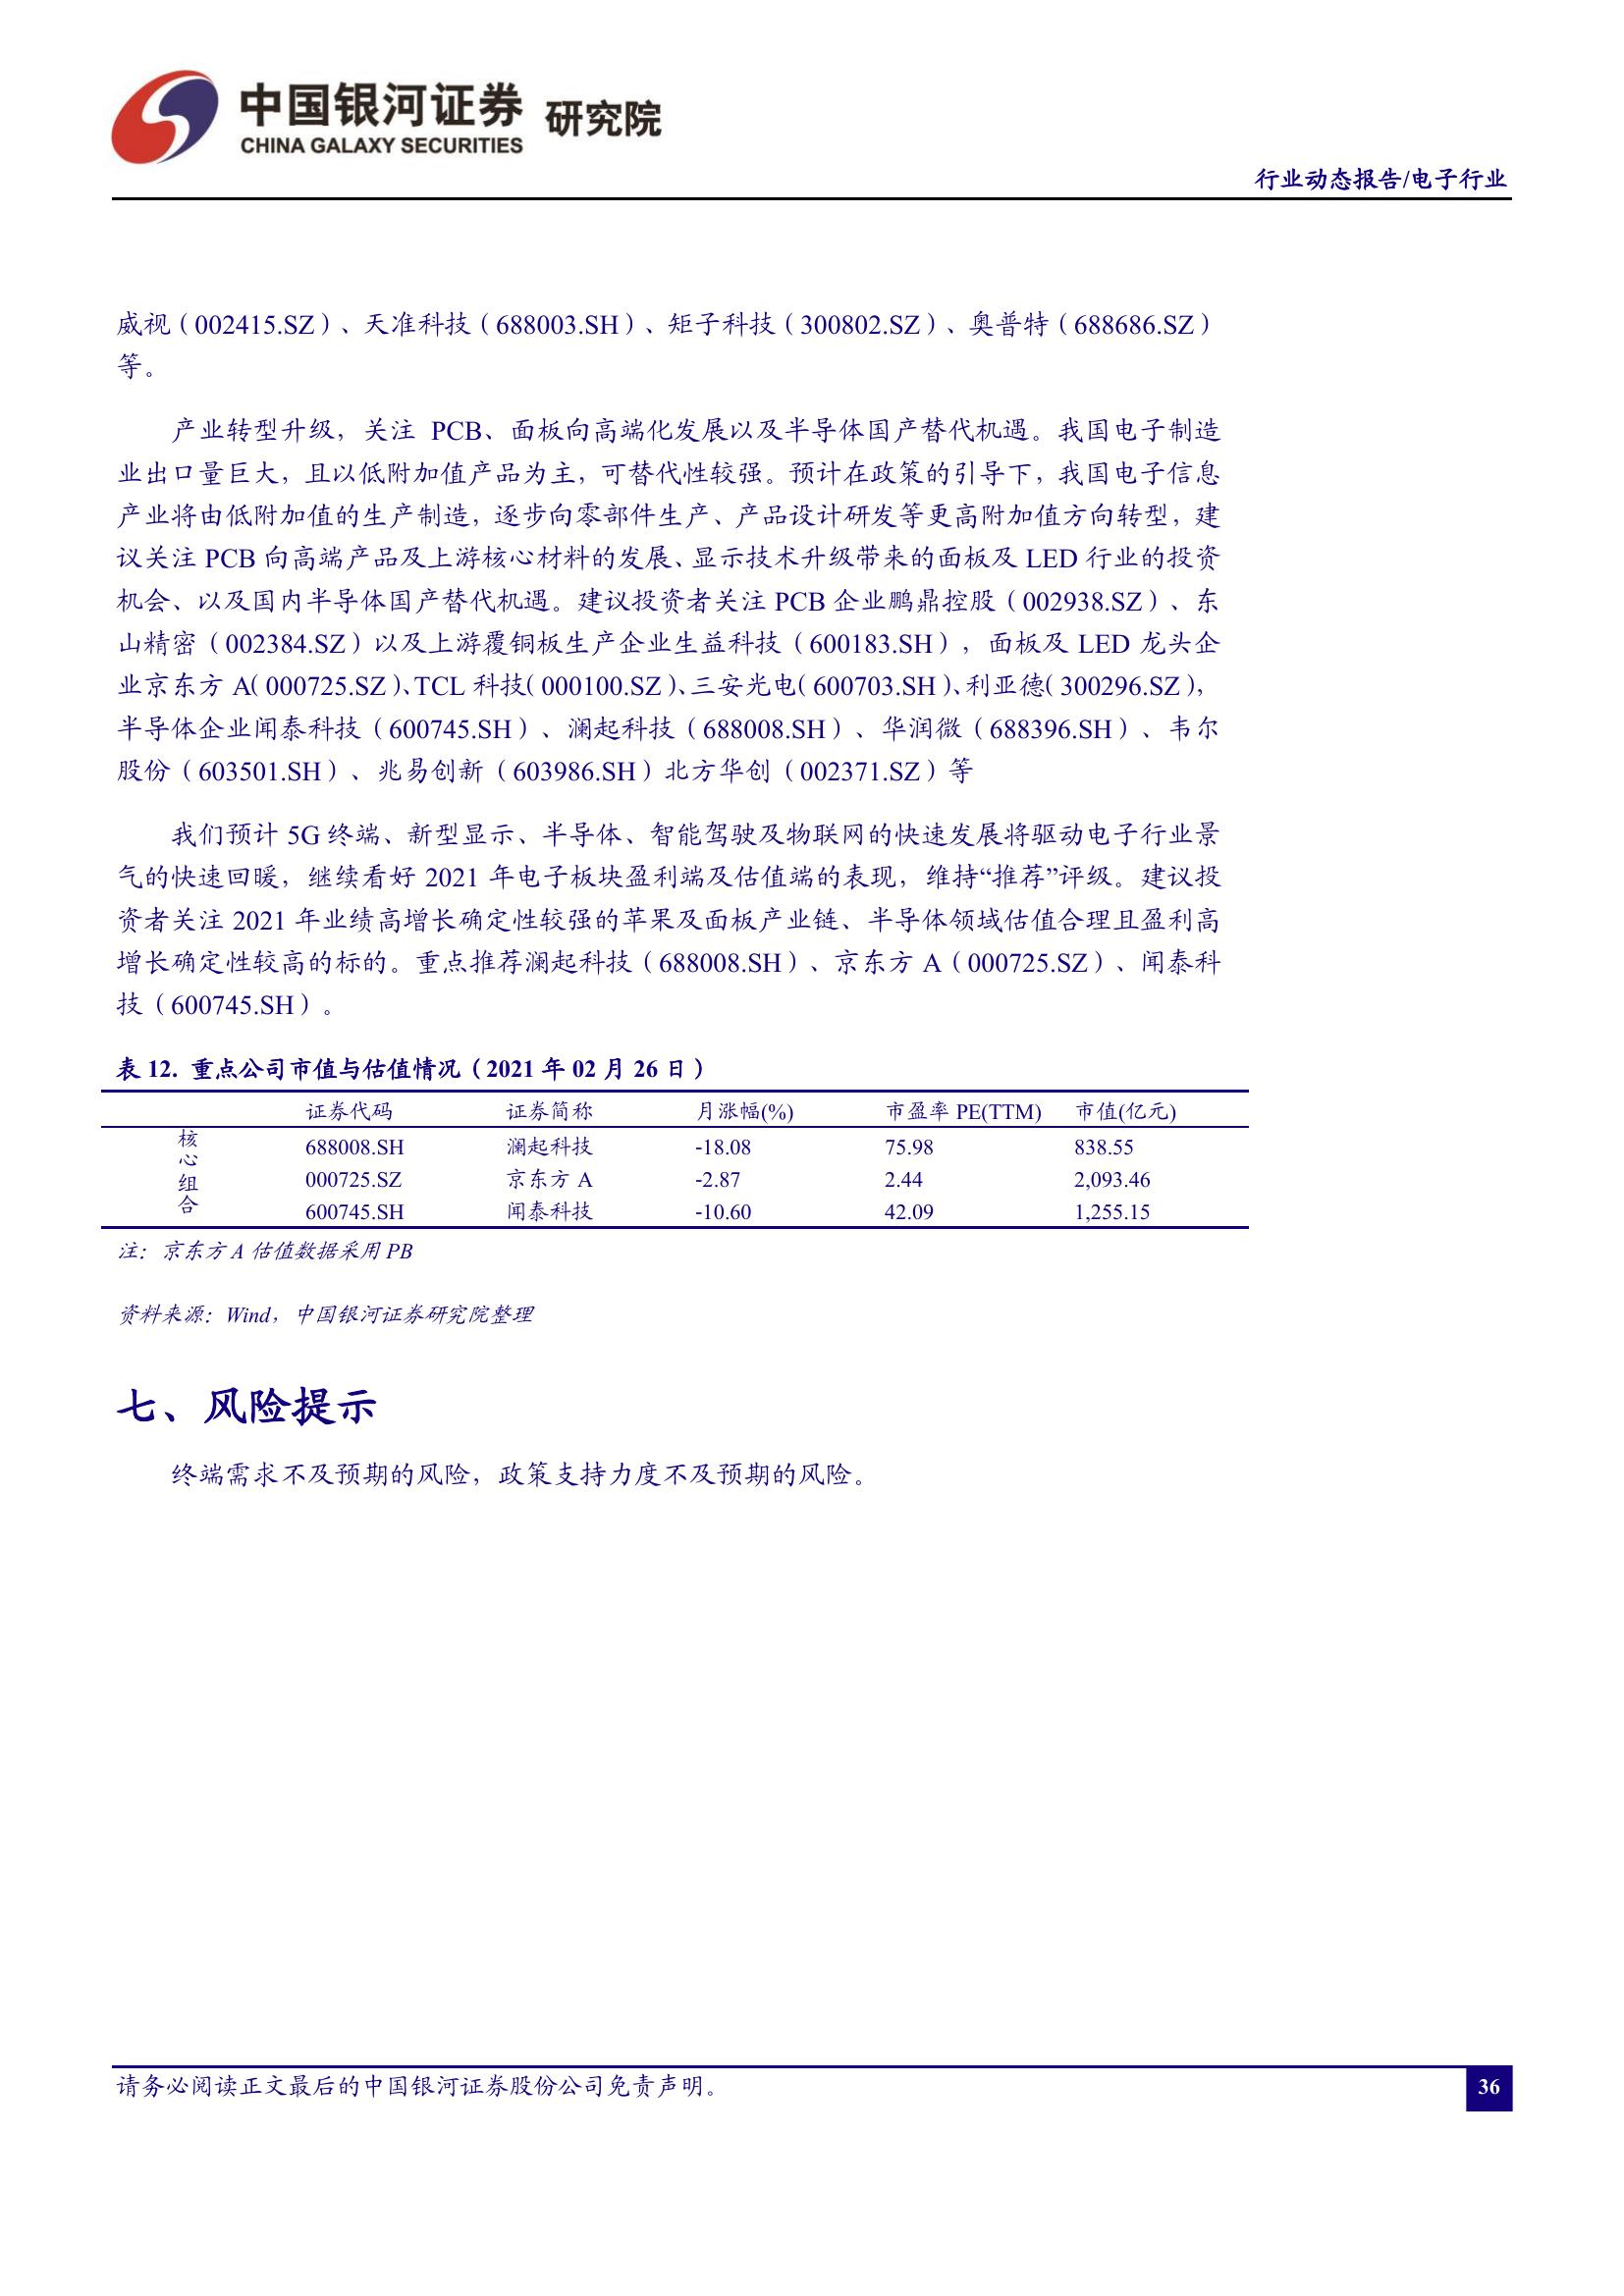 中国银河证券 研究院
CHINA GALAXY SECURITIES
行业动态报告/电子行业
威视（002415.SZ）、天准科技（688003.SH）、矩子科技（300802.SZ）、奥普特（688686.SZ）
等。
产业转型升级，关注 PCB、面板向高端化发展以及半导体国产替代机遇。我国电子制造
业出口量巨大，且以低附加值产品为主，可替代性较强。预计在政策的引导下，我国电子信息
产业将由低附加值的生产制造，逐步向零部件生产、产品设计研发等更高附加值方向转型，建
议关注 PCB 向高端产品及上游核心材料的发展、显示技术升级带来的面板及 LED 行业的投资
机会、以及国内半导体国产替代机遇。建议投资者关注 PCB 企业鹏鼎控股（002938.SZ）、东
山精密（002384.SZ）以及上游覆铜板生产企业生益科技（600183.SH），面板及 LED 龙头企
业京东方 A（000725.SZ）、TCL 科技（000100.SZ）、三安光电（600703.SH）、利亚德（300296.SZ），
半导体企业闻泰科技（600745.SH）、澜起科技（688008.SH）、华润微（688396.SH）、韦尔
股份（603501.SH）、兆易创新（603986.SH）北方华创（002371.SZ）等
我们预计 5G 终端、新型显示、半导体、智能驾驶及物联网的快速发展将驱动电子行业景
气的快速回暖，继续看好 2021 年电子板块盈利端及估值端的表现，维持“推荐”评级。建议投
资者关注 2021 年业绩高增长确定性较强的苹果及面板产业链、半导体领域估值合理且盈利高
增长确定性较高的标的。重点推荐澜起科技（688008.SH）、京东方 A（000725.SZ）、闻泰科
技（600745.SH）。
表 12. 重点公司市值与估值情况（2021 年 02 月 26 日）
证券代码 证券简称 月涨幅(%) 市盈率 PE(TTM) 市值(亿元)
核心组合
688008.SH 澜起科技 -18.08 75.98 838.55
000725.SZ 京东方 A -2.87 2.44 2,093.46
600745.SH 闻泰科技 -10.60 42.09 1,255.15
注：京东方 A 估值数据采用 PB
资料来源：Wind，中国银河证券研究院整理
七、风险提示
终端需求不及预期的风险，政策支持力度不及预期的风险。
请务必阅读正文最后的中国银河证券股份公司免责声明。
36